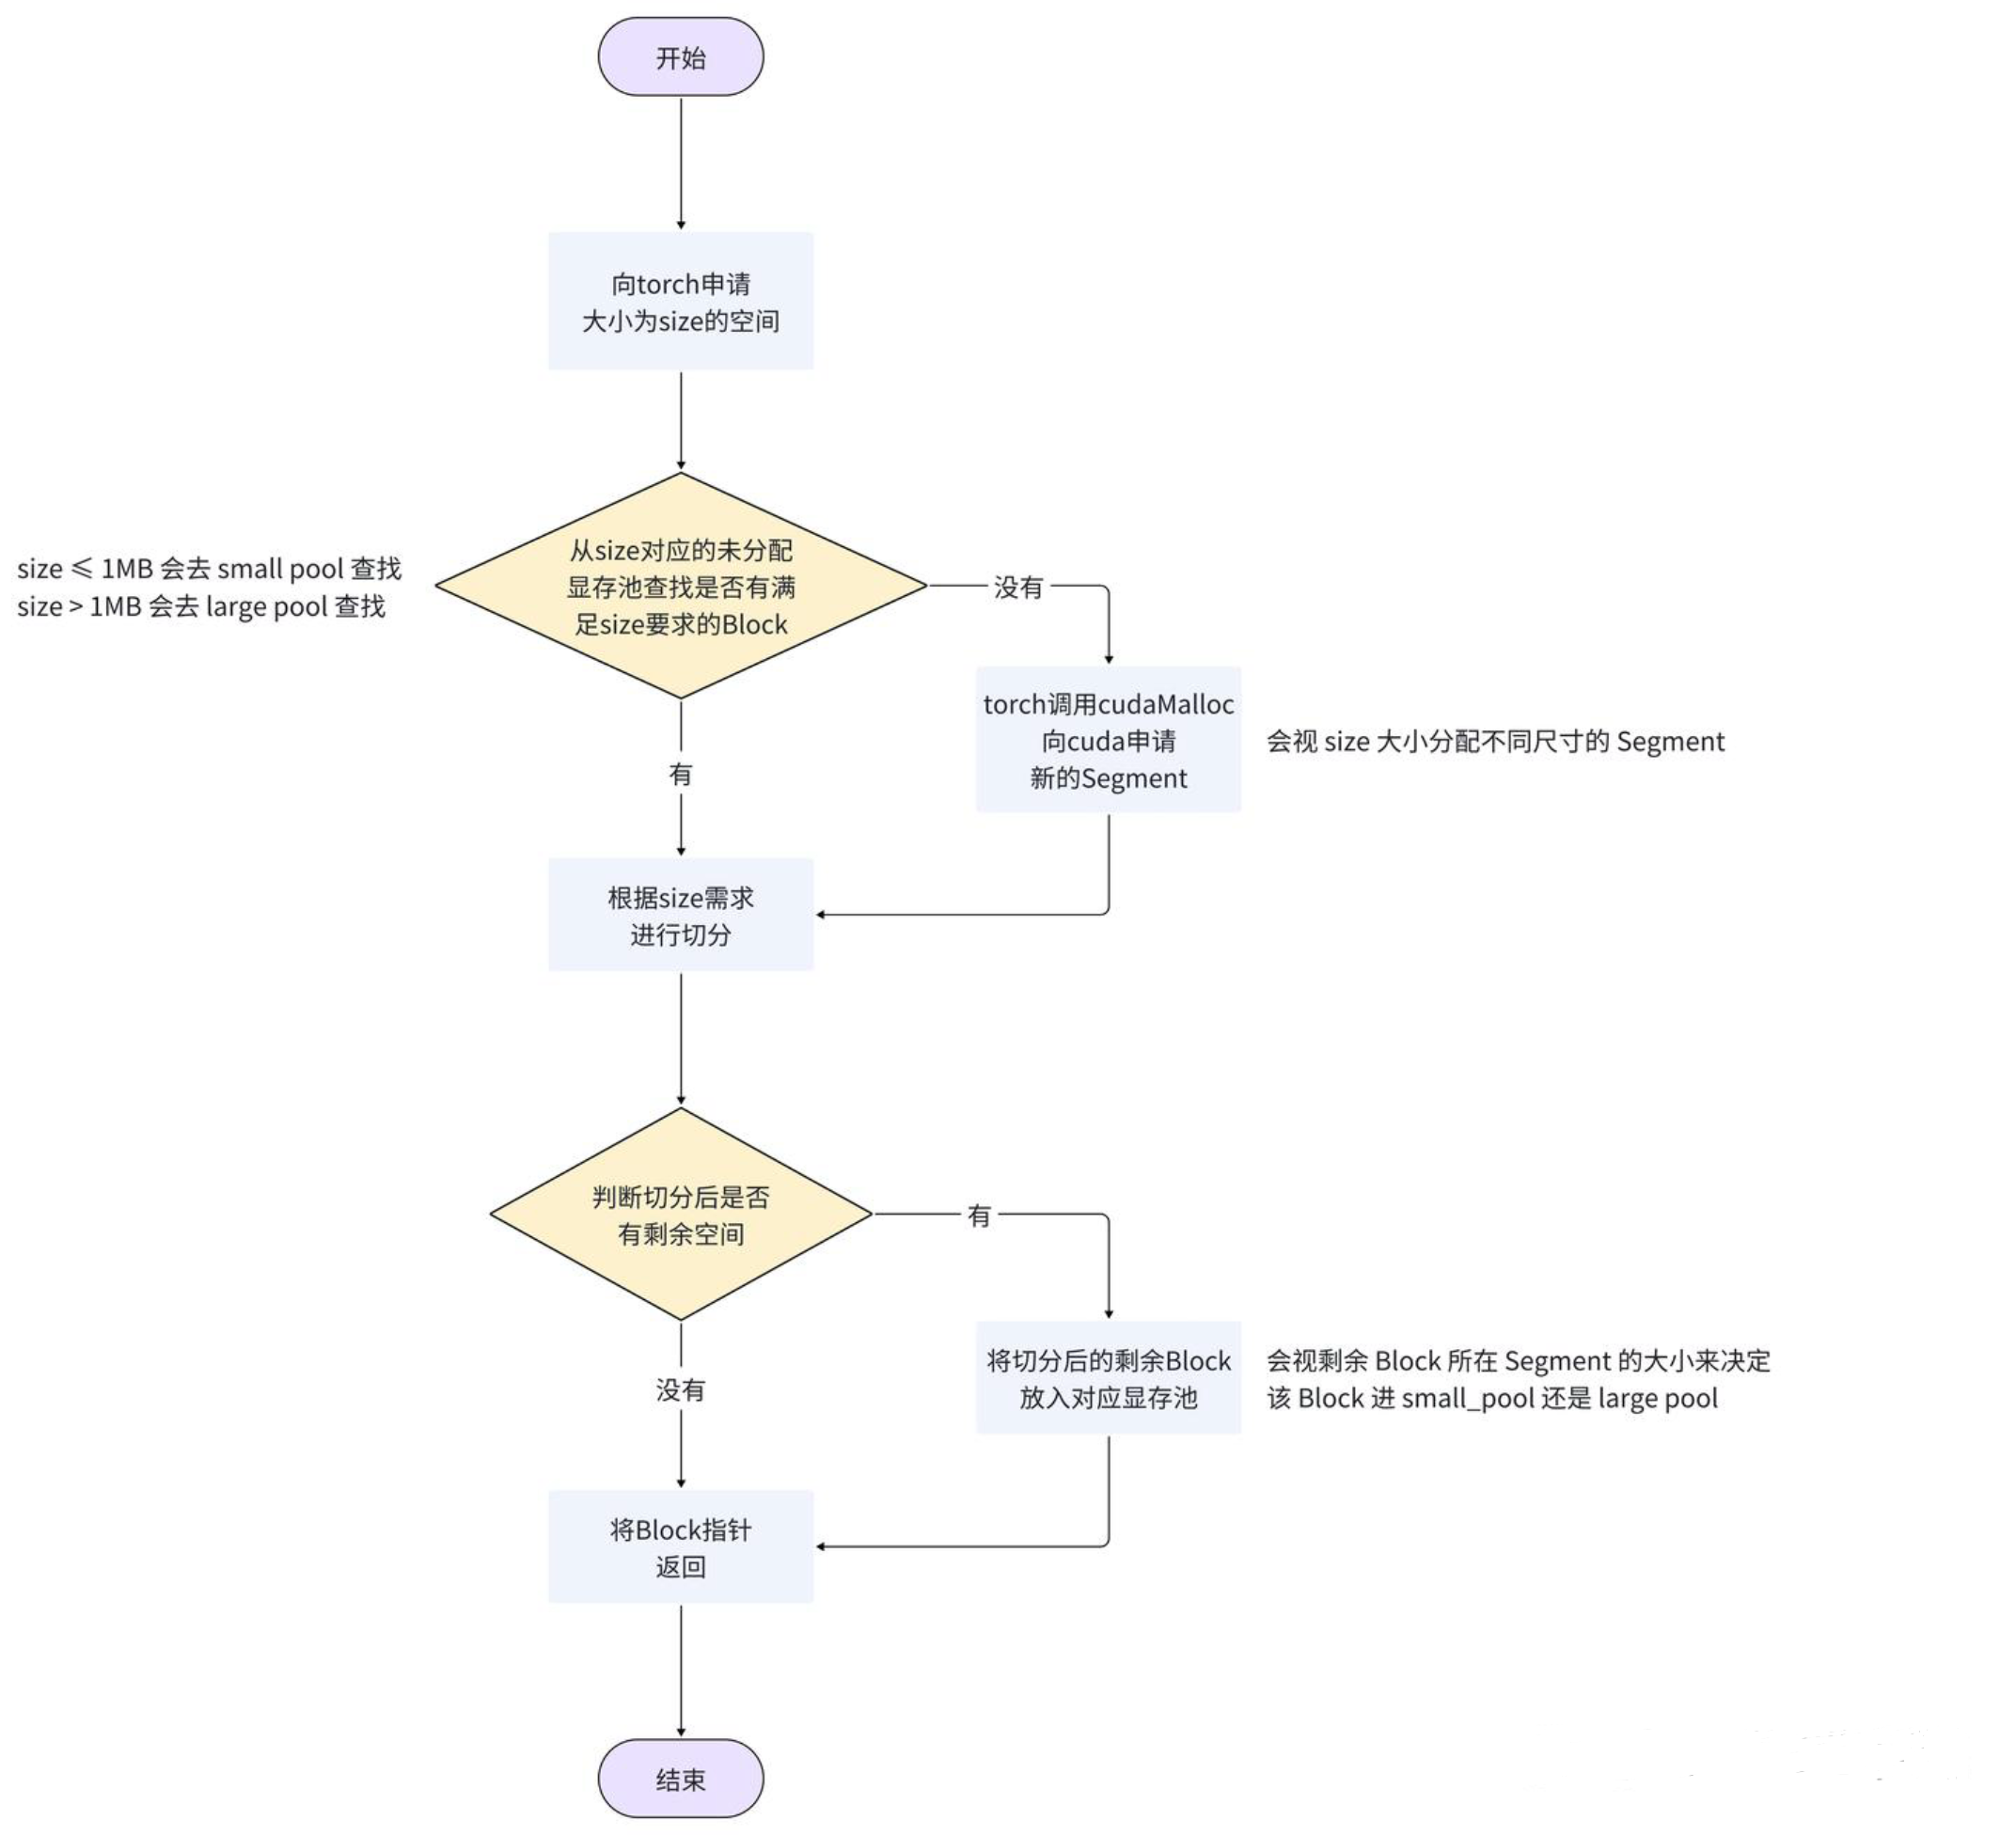 开始
向torch申请
大小为size的空间
size ≤ 1MB 会去 small pool 查找
size > 1MB 会去 large pool 查找
从size对应的未分配
显存池查找是否有满
足size要求的Block
没有
torch调用cudaMalloc
向cuda申请
新的Segment
会视 size 大小分配不同尺寸的 Segment
有
根据size需求
进行切分
判断切分后是否
有剩余空间
有
将切分后的剩余Block
放入对应显存池
会视剩余 Block 所在 Segment 的大小来决定
该 Block 进 small_pool 还是 large pool
没有
将Block指针
返回
结束